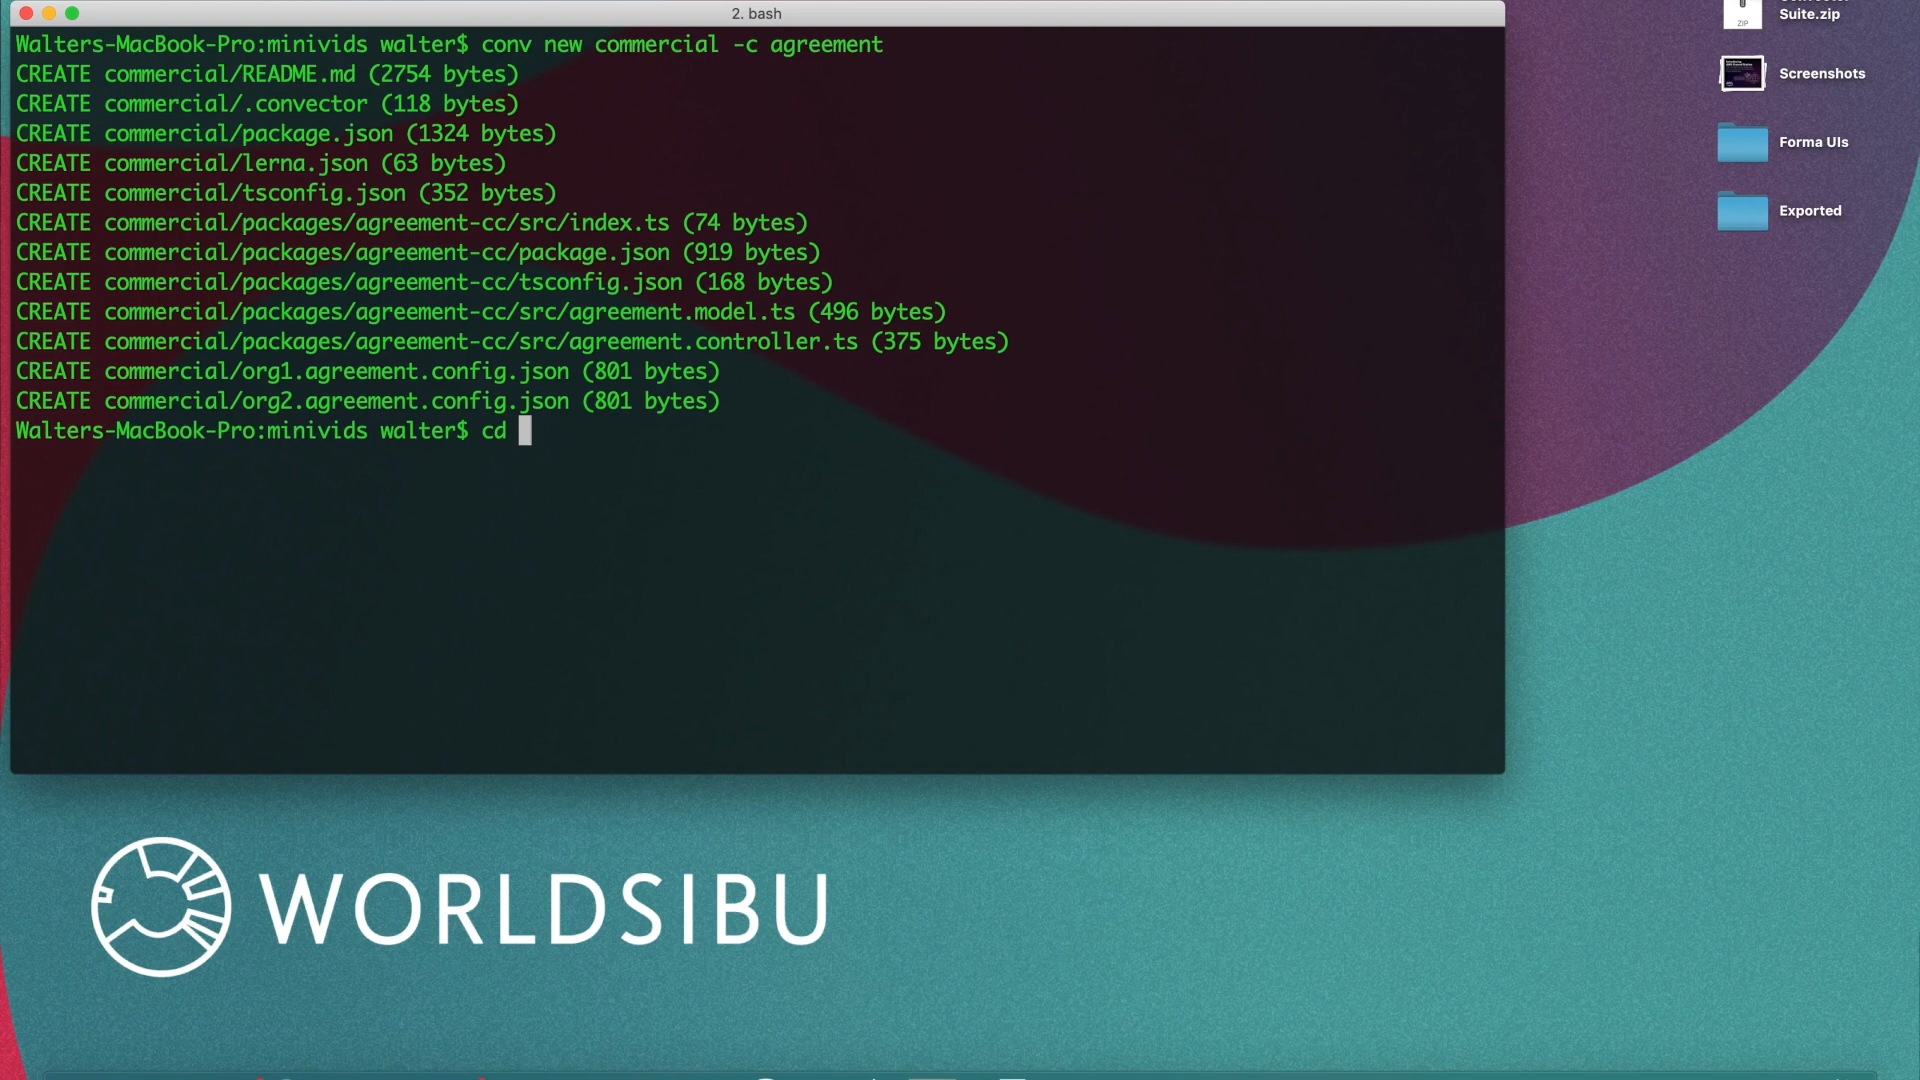 2. bash
Walters-MacBook-Pro:minivids walter$ conv new commercial -c agreement
CREATE commercial/README.md (2754 bytes)
CREATE commercial/.convector (118 bytes)
CREATE commercial/package.json (1324 bytes)
CREATE commercial/lerna.json (63 bytes)
CREATE commercial/tsconfig.json (352 bytes)
CREATE commercial/packages/agreement-cc/src/index.ts (74 bytes)
CREATE commercial/packages/agreement-cc/package.json (919 bytes)
CREATE commercial/packages/agreement-cc/tsconfig.json (168 bytes)
CREATE commercial/packages/agreement-cc/src/agreement.model.ts (496 bytes)
CREATE commercial/packages/agreement-cc/src/agreement.controller.ts (375 bytes)
CREATE commercial/org1.agreement.config.json (801 bytes)
CREATE commercial/org2.agreement.config.json (801 bytes)
Walters-MacBook-Pro:minivids walter$ cd
ZIP
Suite.zip
Screenshots
Forma UIs
Exported
WORLDSIBU